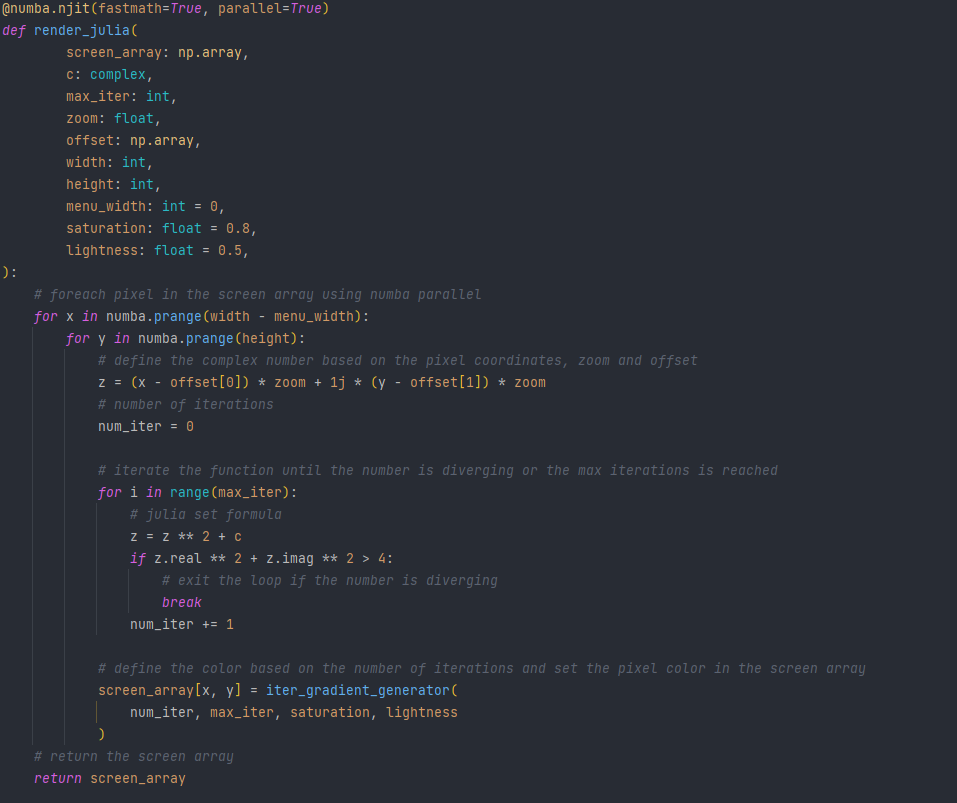 @numba.njit(fastmath=True, parallel=True)
def render_julia(
        screen_array: np.array,
        c: complex,
        max_iter: int,
        zoom: float,
        offset: np.array,
        width: int,
        height: int,
        menu_width: int = 0,
        saturation: float = 0.8,
        lightness: float = 0.5,
):
    # foreach pixel in the screen array using numba parallel
    for x in numba.prange(width - menu_width):
        for y in numba.prange(height):
            # define the complex number based on the pixel coordinates, zoom and offset
            z = (x - offset[0]) * zoom + 1j * (y - offset[1]) * zoom
            # number of iterations
            num_iter = 0

            # iterate the function until the number is diverging or the max iterations is reached
            for i in range(max_iter):
                # julia set formula
                z = z ** 2 + c
                if z.real ** 2 + z.imag ** 2 > 4:
                    # exit the loop if the number is diverging
                    break
                num_iter += 1

            # define the color based on the number of iterations and set the pixel color in the screen array
            screen_array[x, y] = iter_gradient_generator(
                num_iter, max_iter, saturation, lightness
            )
    # return the screen array
    return screen_array